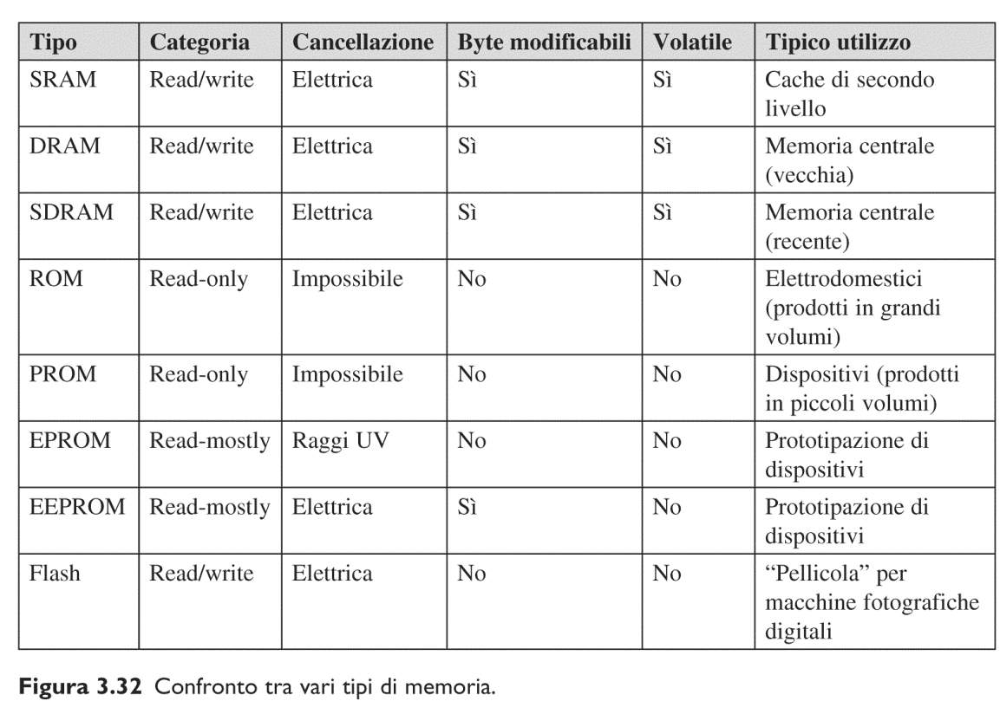 Tipo Categoria Cancellazione Byte modificabili Volatile Tipico utilizzo
SRAM Read/write Elettrica Sì Sì Cache di secondo
livello
DRAM Read/write Elettrica Sì Sì Memoria centrale
(vecchia)
SDRAM Read/write Elettrica Sì Sì Memoria centrale
(recente)
ROM Read-only Impossibile No No Elettrodomestici
(prodotti in grandi
volumi)
PROM Read-only Impossibile No No Dispositivi (prodotti
in piccoli volumi)
EPROM Read-mostly Raggi UV No No Prototipazione di
dispositivi
EEPROM Read-mostly Elettrica Sì No Prototipazione di
dispositivi
Flash Read/write Elettrica No No “Pellicola” per
macchine fotografiche
digitali
Figura 3.32 Confronto tra vari tipi di memoria.